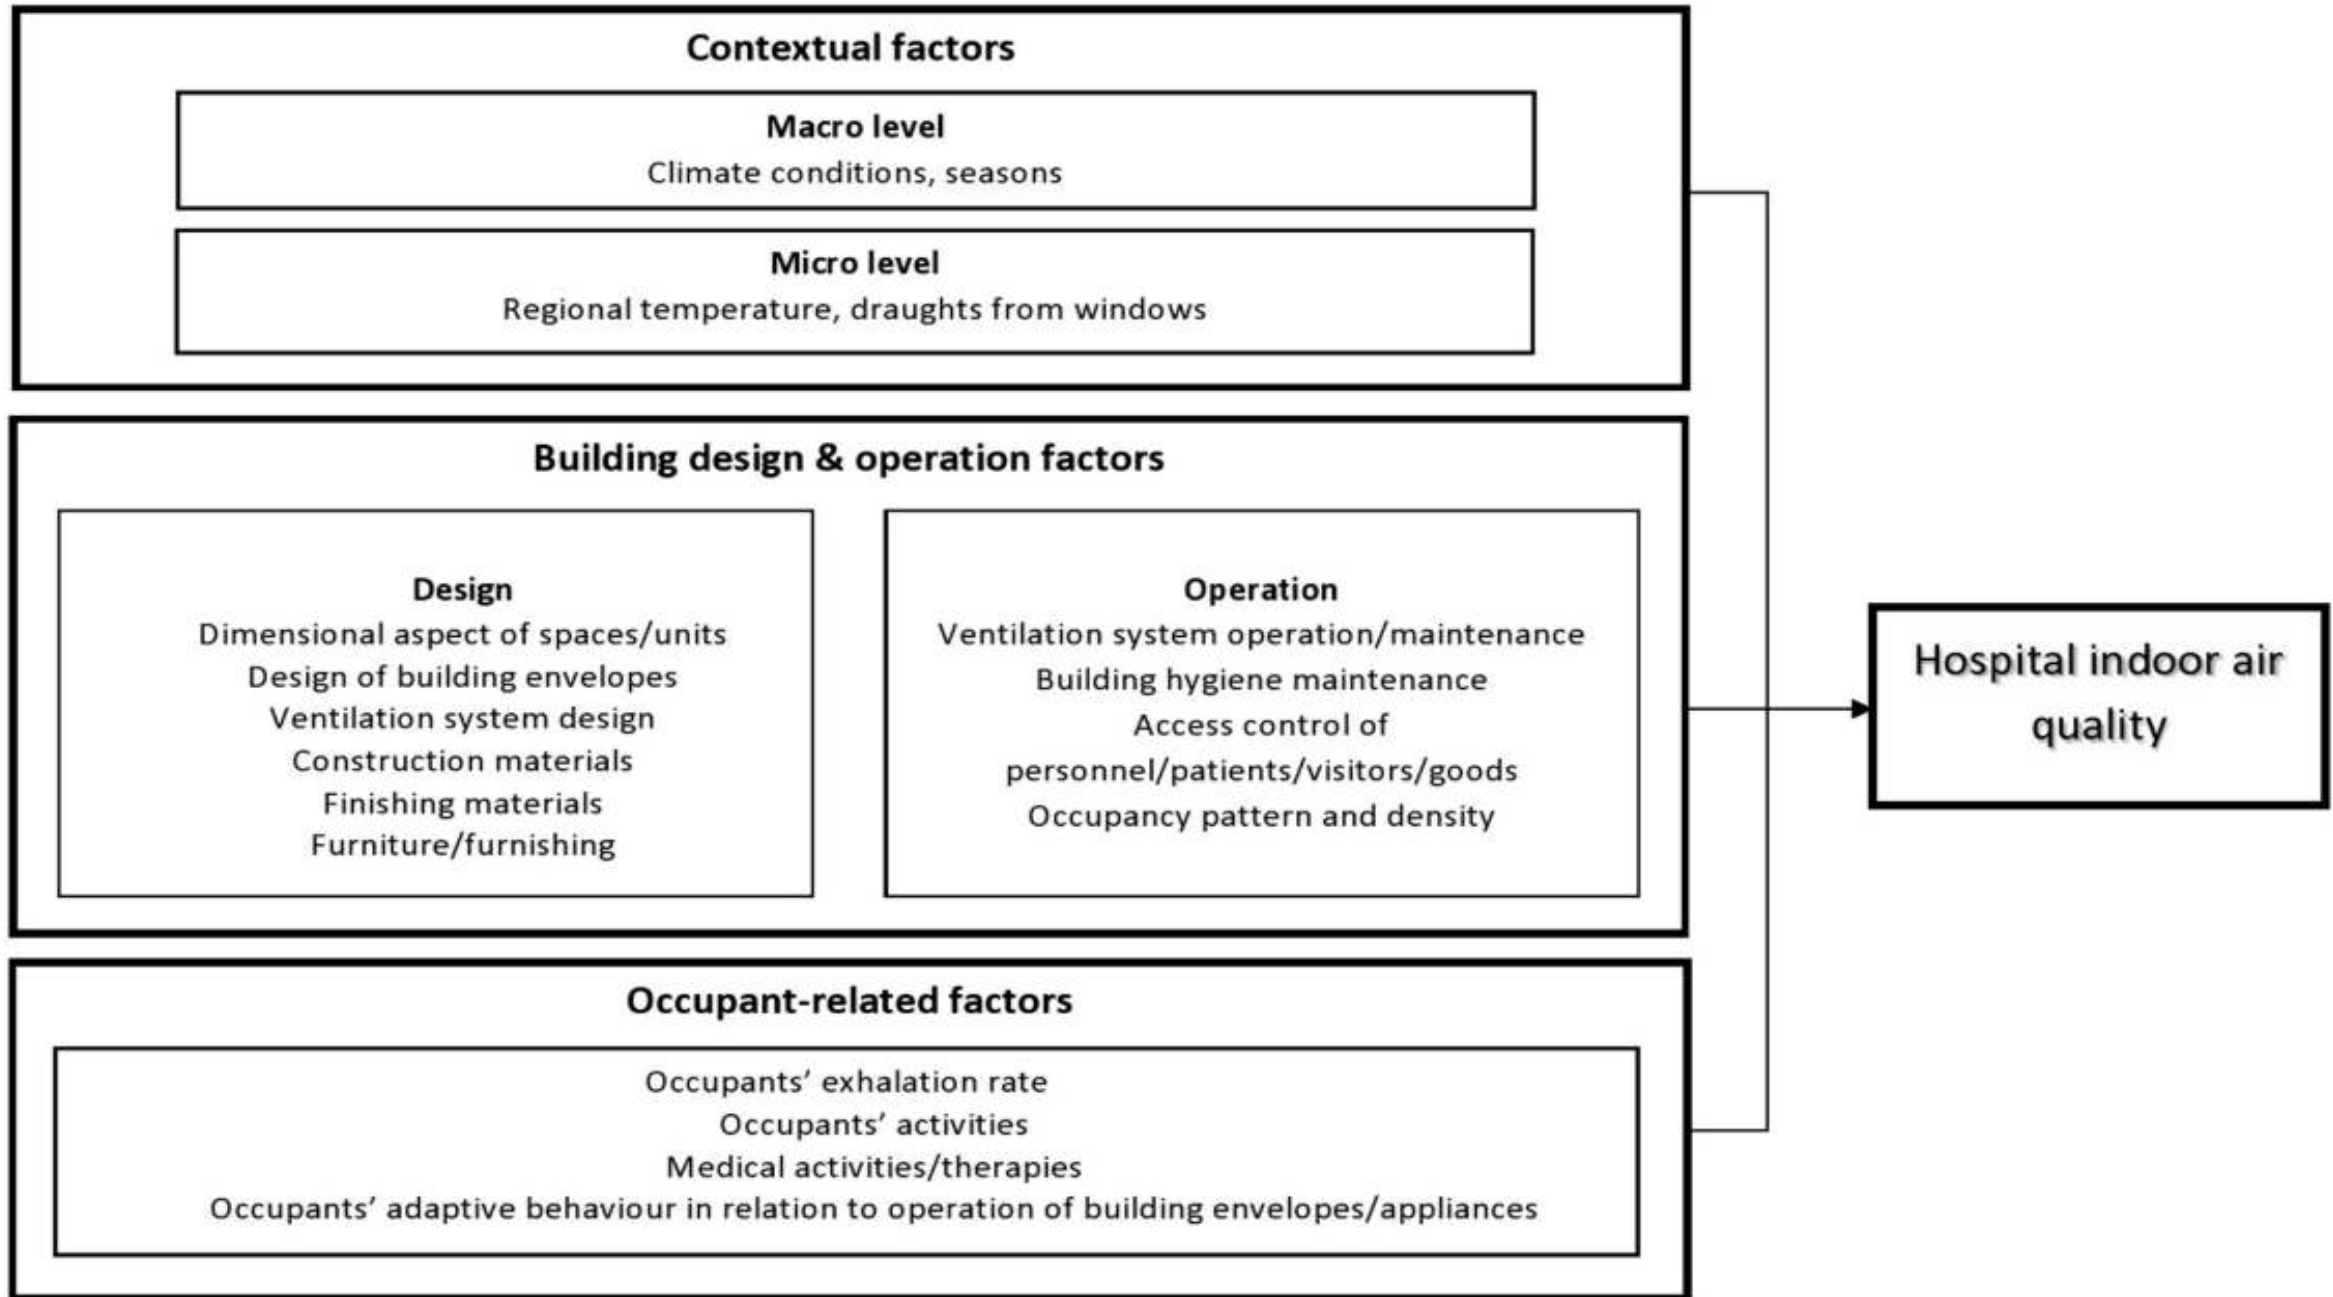 Contextual factors
Macro level
Climate conditions, seasons
Micro level
Regional temperature, draughts from windows
Building design & operation factors
Design
Dimensional aspect of spaces/units
Design of building envelopes
Ventilation system design
Construction materials
Finishing materials
Furniture/furnishing
Operation
Ventilation system operation/maintenance
Building hygiene maintenance
Access control of
personnel/patients/visitors/goods
Occupancy pattern and density
Occupant-related factors
Occupants’ exhalation rate
Occupants’ activities
Medical activities/therapies
Occupants’ adaptive behaviour in relation to operation of building envelopes/appliances
Hospital indoor air
quality